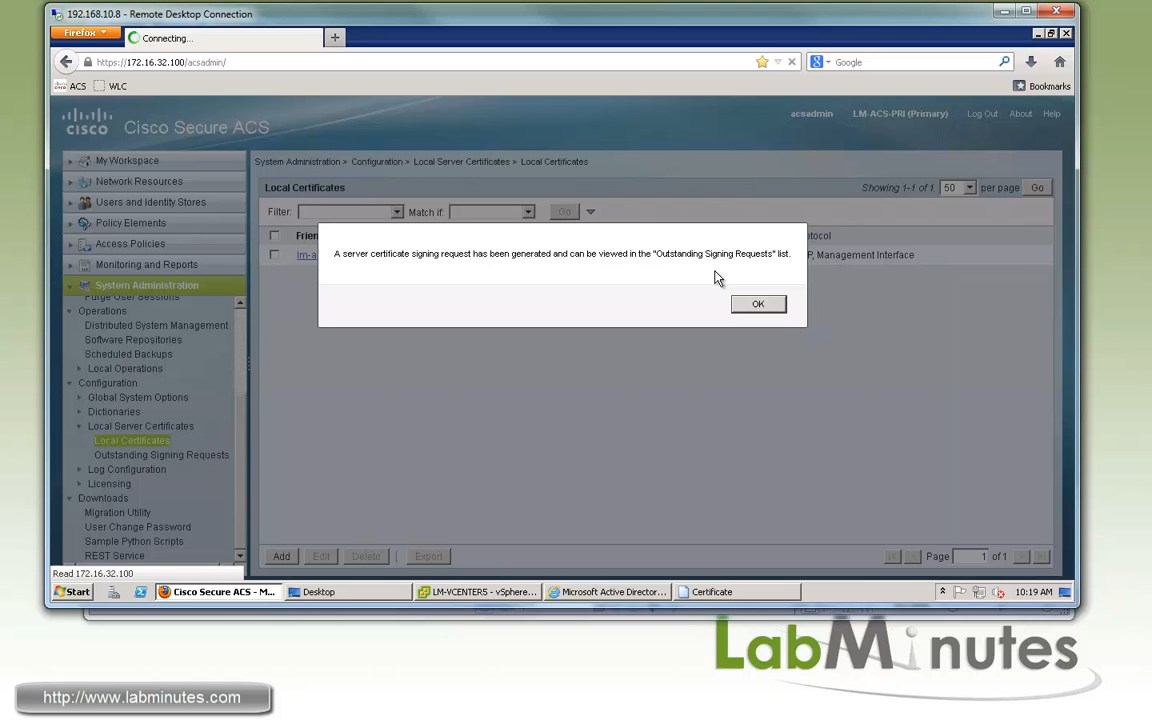 192.168.10.8 - Remote Desktop Connection
Firefox
Connecting...
https://172.16.32.100/acsadmin/
Google
ACS
WLC
Bookmarks
cisco
Cisco Secure ACS
acsadmin
LM-ACS-PRI (Primary)
Log Out
About
Help
My Workspace
Network Resources
Users and Identity Stores
Policy Elements
Access Policies
Monitoring and Reports
System Administration
Purge User Sessions
Operations
Distributed System Management
Software Repositories
Scheduled Backups
Local Operations
Configuration
Global System Options
Dictionaries
Local Server Certificates
Local Certificates
Outstanding Signing Requests
Log Configuration
Licensing
Downloads
Migration Utility
User Change Password
Sample Python Scripts
REST Service
System Administration > Configuration > Local Server Certificates > Local Certificates
Local Certificates
Showing 1-1 of 1
50
per page
Go
Filter:
Match if:
Go
Frien
otocol
lm-a
P, Management Interface
A server certificate signing request has been generated and can be viewed in the "Outstanding Signing Requests" list.
OK
Add
Edit
Delete
Export
Page
1
of 1
Read 172.16.32.100
Start
Cisco Secure ACS - M...
Desktop
LM-VCENTER5 - vSphere...
Microsoft Active Director...
Certificate
10:19 AM
LabMinutes
http://www.labminutes.com